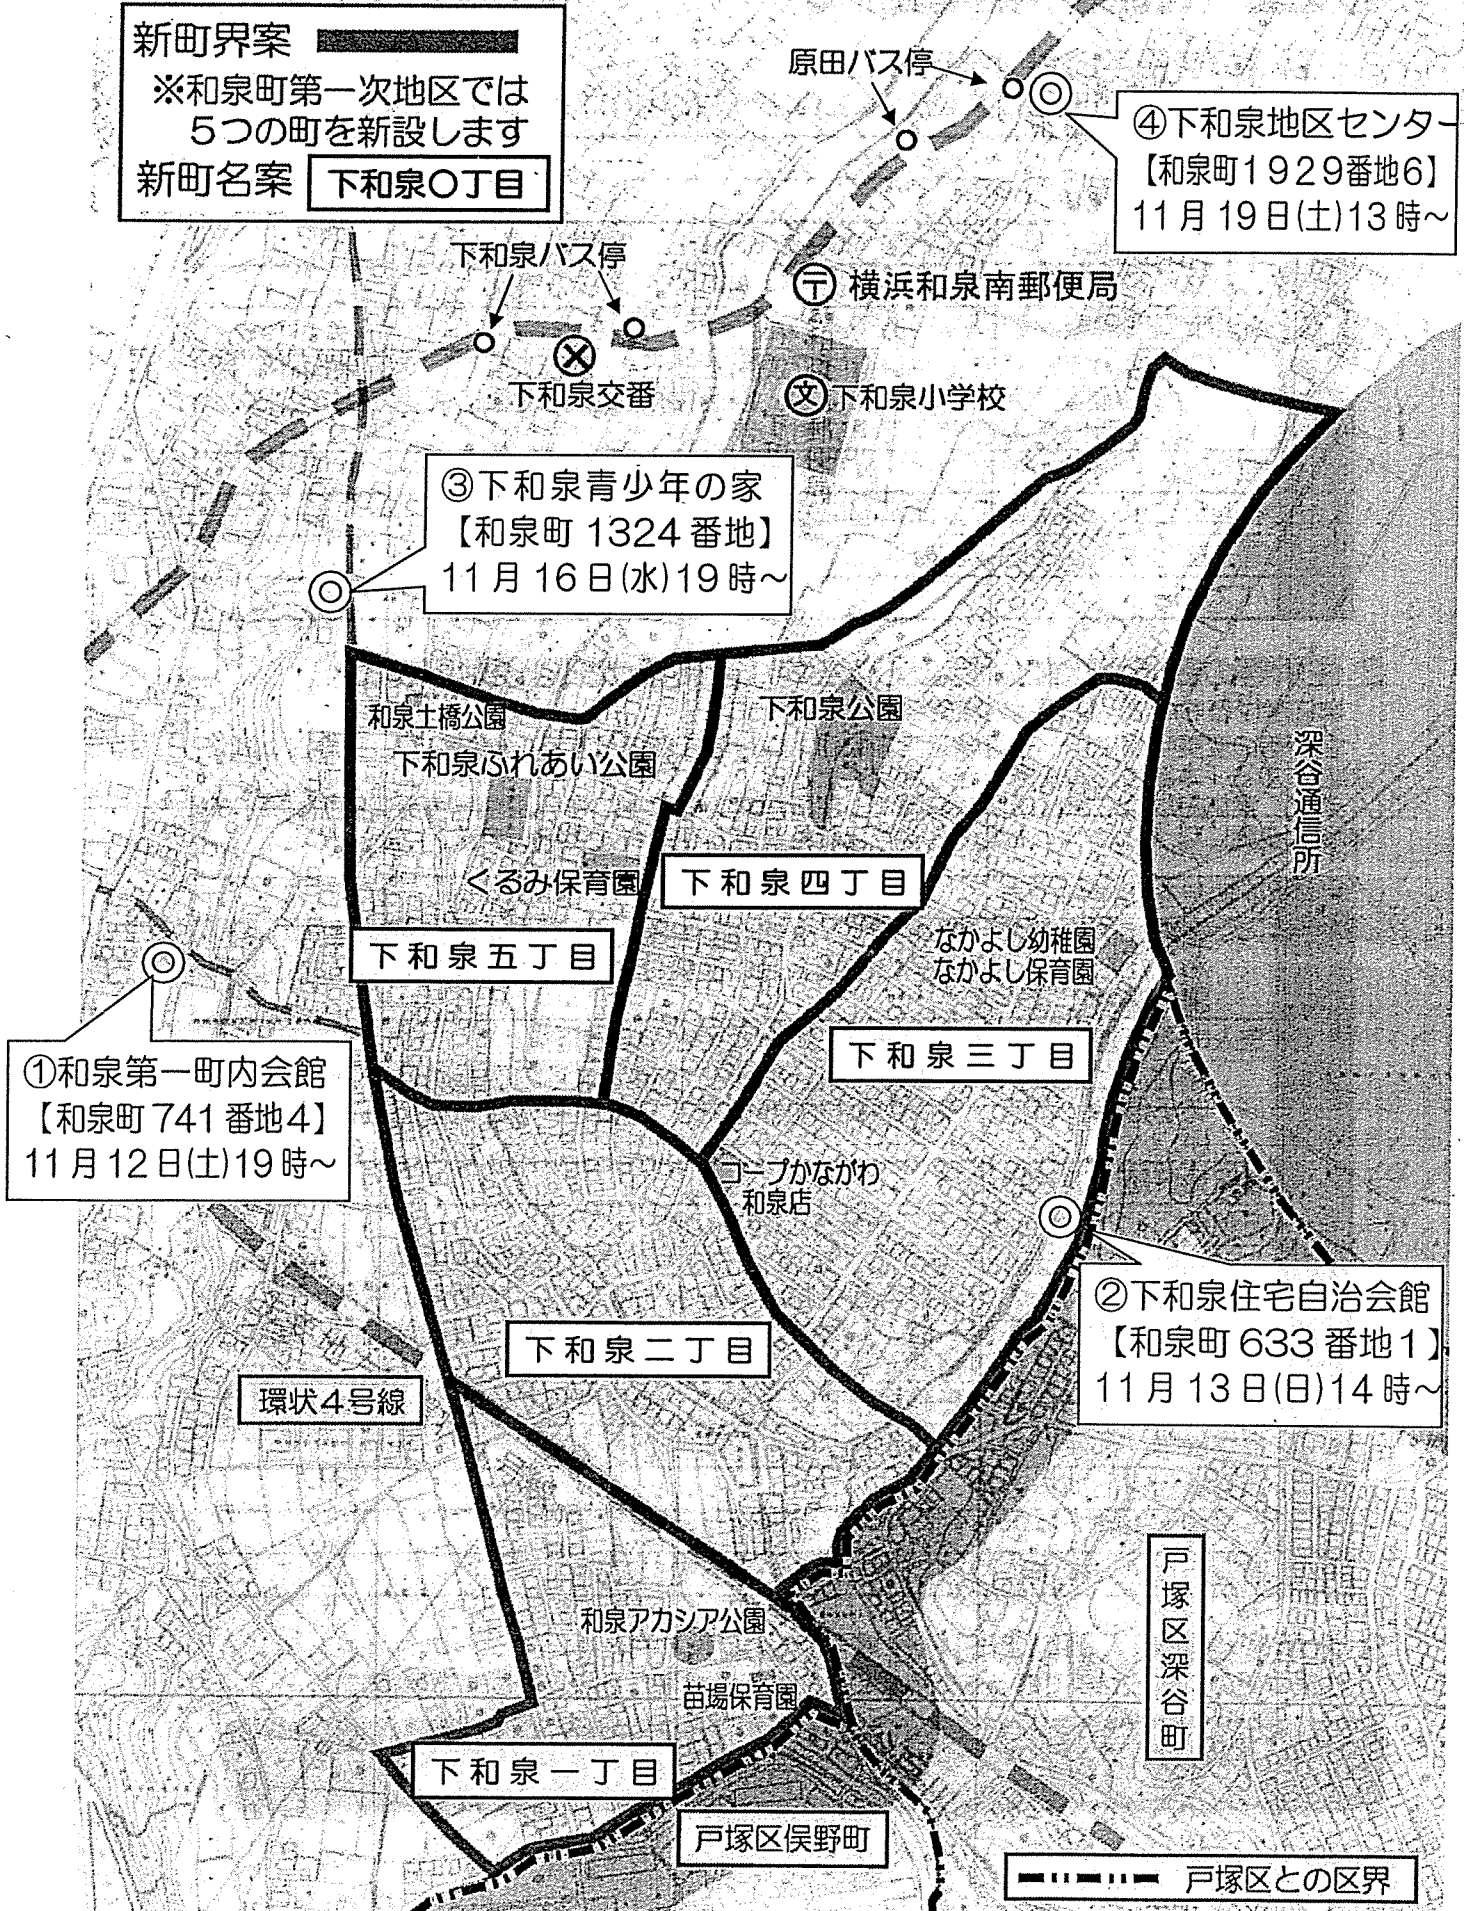 新町界案
※和泉町第一次地区では
5つの町を新設します
新町名案 下和泉〇丁目
原田バス停
④下和泉地区センター
【和泉町1929番地6】
11月19日(土)13時～
下和泉バス停
〒 横浜和泉南郵便局
下和泉交番
文 下和泉小学校
③下和泉青少年の家
【和泉町1324番地】
11月16日(水)19時～
和泉土橋公園
下和泉公園
下和泉ふれあい公園
深谷通信所
くるみ保育園
下和泉四丁目
下和泉五丁目
なかよし幼稚園
なかよし保育園
下和泉三丁目
①和泉第一町内会館
【和泉町741番地4】
11月12日(土)19時～
コープかながわ
和泉店
②下和泉住宅自治会館
【和泉町633番地1】
11月13日(日)14時～
下和泉二丁目
環状4号線
戸塚区深谷町
和泉アカシア公園
苗場保育園
下和泉一丁目
戸塚区俣野町
戸塚区との区界